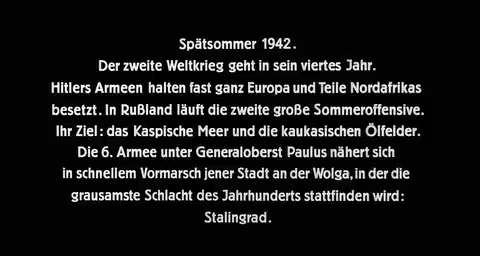 Spätsommer 1942.
Der zweite Weltkrieg geht in sein viertes Jahr.
Hitlers Armeen halten fast ganz Europa und Teile Nordafrikas
besetzt. In Rußland läuft die zweite große Sommeroffensive.
Ihr Ziel: das Kaspische Meer und die kaukasischen Ölfelder.
Die 6. Armee unter Generaloberst Paulus nähert sich
in schnellem Vormarsch jener Stadt an der Wolga, in der die
grausamste Schlacht des Jahrhunderts stattfinden wird:
Stalingrad.